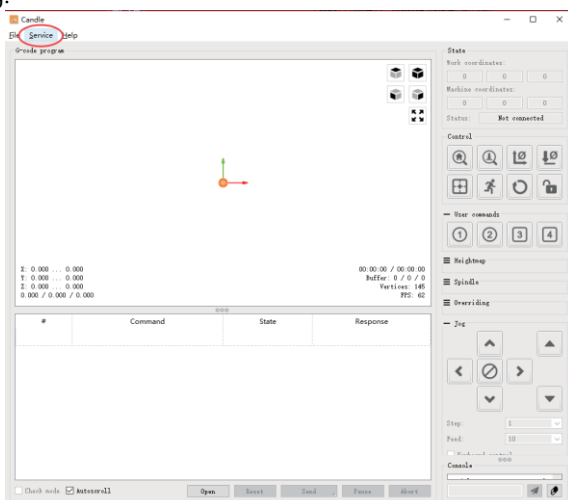 ).
Candle
File Service Help
G-code program
State
Work coordinates:
0 0 0
Machine coordinates:
0 0 0
Status: Not connected
Control
User commands
1 2 3 4
Heightmap
Spindle
Overriding
Jog
X: 0.000 ... 0.000
Y: 0.000 ... 0.000
Z: 0.000 ... 0.000
0.000 / 0.000 / 0.000
00:00:00 / 00:00:00
Buffer: 0 / 0 / 0
Vertices: 145
FPS: 62
# Command State Response
Step: 1
Feed: 10
Keyboard control
Console
Check mode Autoscroll Open Reset Send Pause Abort